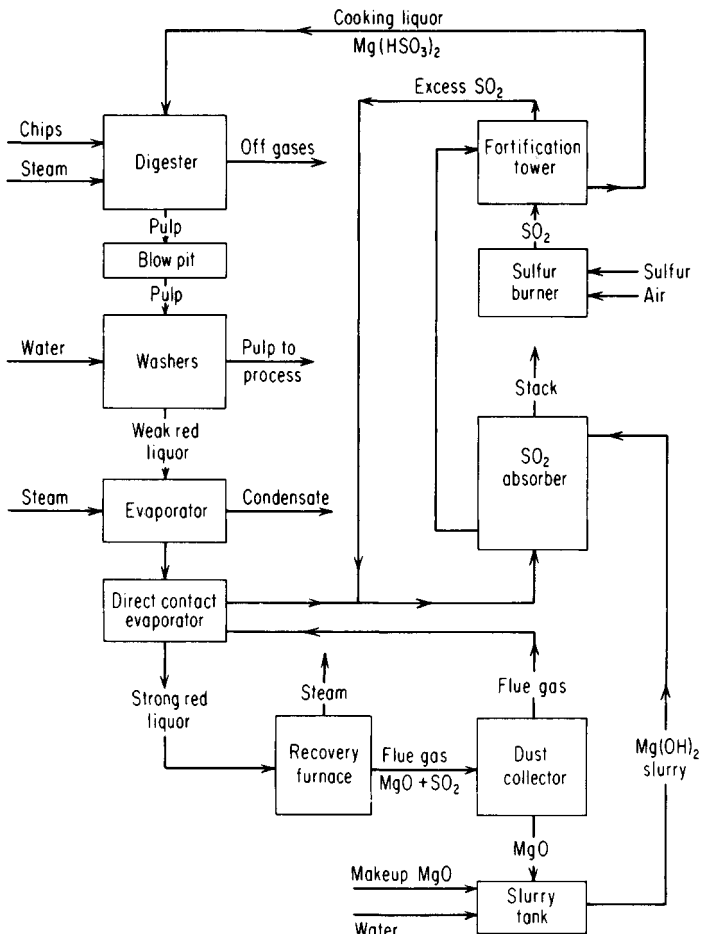 Cooking liquor
Mg(HSO₃)₂
Excess SO₂
Chips
Steam
Digester
Off gases
Fortification
tower
Pulp
SO₂
Blow pit
Sulfur
burner
Sulfur
Air
Pulp
Water
Washers
Pulp to
process
Stack
Weak red
liquor
SO₂
absorber
Steam
Evaporator
Condensate
Direct contact
evaporator
Strong red
liquor
Steam
Flue gas
Recovery
furnace
Flue gas
MgO + SO₂
Dust
collector
Mg(OH)₂
slurry
MgO
Makeup MgO
Water
Slurry
tank